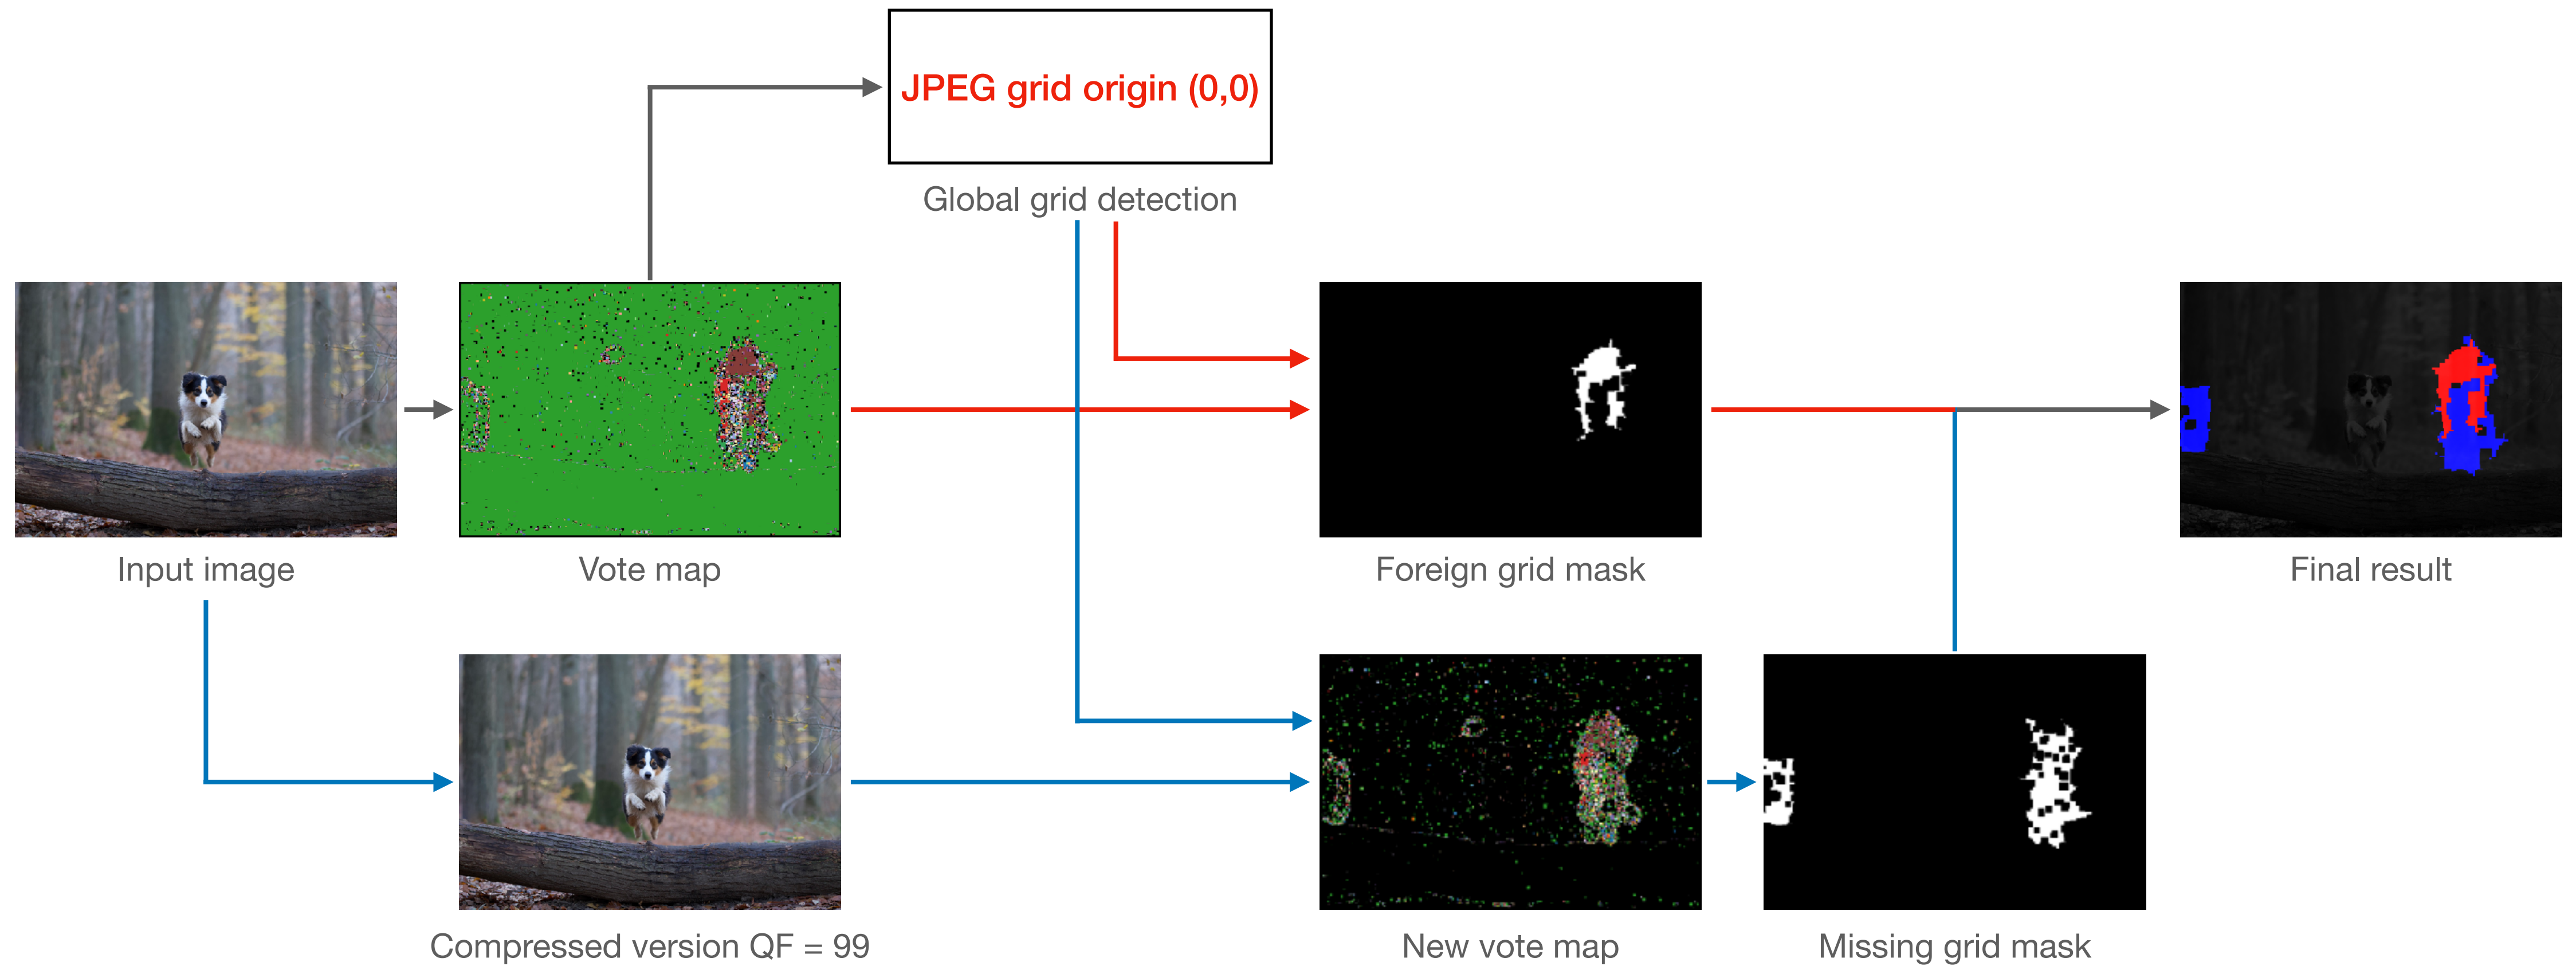 JPEG grid origin (0,0)
Global grid detection
Input image
Vote map
Foreign grid mask
Final result
Compressed version QF = 99
New vote map
Missing grid mask